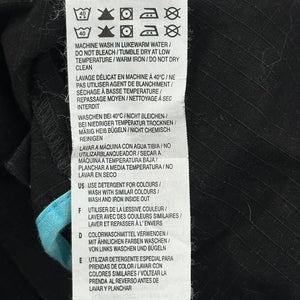 40 40
MACHINE WASH IN LUKEWARM WATER /
DO NOT BLEACH / TUMBLE DRY AT LOW
TEMPERATURE / WARM IRON / DO NOT DRY
CLEAN
LAVAGE DÉLICAT EN MACHINE À 40°C / NE
PAS UTILISER D'AGENT BLANCHISSANT /
SÉCHAGE À BASSE TEMPÉRATURE /
REPASSAGE MOYEN / NETTOYAGE À SEC
INTERDIT
WASCHEN BEI 40°C / NICHT BLEICHEN /
BEI NIEDRIGER TEMPERATUR TROCKNEN /
MÄßIG HEIß BÜGELN / NICHT CHEMISCH
REINIGEN
LAVAR A MÁQUINA CON AGUA TIBIA / NO
UTILIZAR BLANQUEADOR / SECAR A
MÁQUINA A TEMPERATURA BAJA /
PLANCHAR A MEDIA TEMPERATURA / NO
LAVAR EN SECO
US USE DETERGENT FOR COLOURS /
WASH WITH SIMILAR COLOURS /
WASH AND IRON INSIDE OUT
F UTILISER DE LA LESSIVE COULEUR /
LAVER AVEC DES COULEURS SIMILAIRES /
LAVER ET REPASSER À L' ENVERS
D COLORWASCHMITTEL VERWENDEN /
MIT ÄHNLICHEN FARBEN WASCHEN /
VON LINKS WASCHEN UND BÜGELN
E UTILIZAR DETERGENTE ESPECIAL PARA
PRENDAS DE COLOR / LAVAR CON
COLORES SIMILARES / VOLTEAR LA
PRENDA AL REVÉS ANTES DE
LAVAR Y PLANCHAR